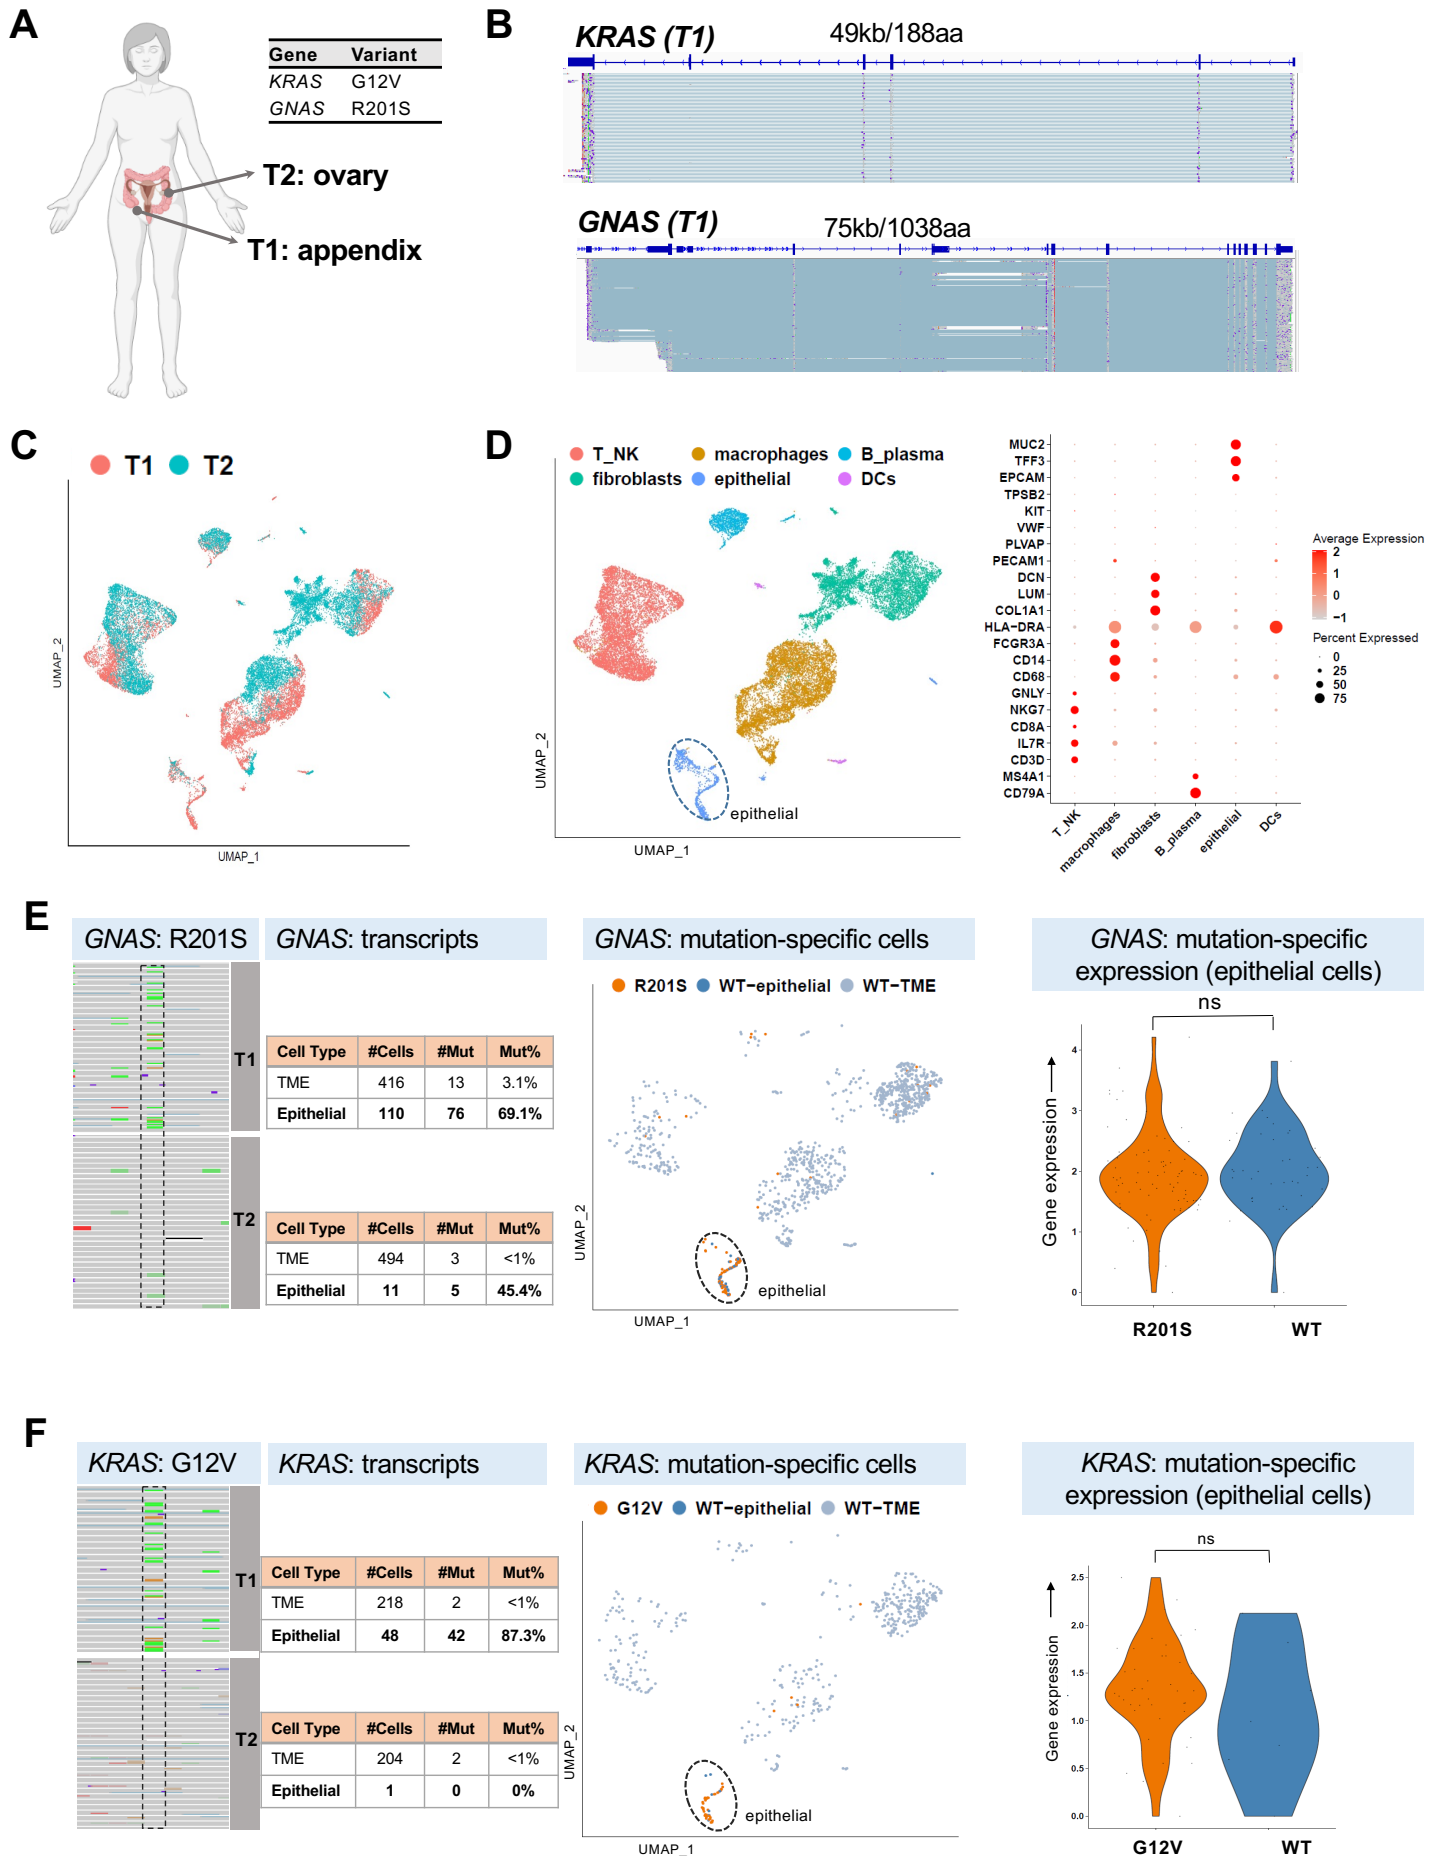 A
Gene Variant
KRAS G12V
GNAS R201S
T2: ovary
T1: appendix
B
KRAS (T1) 49kb/188aa
GNAS (T1) 75kb/1038aa
C
T1 T2
UMAP_2
UMAP_1
D
T_NK macrophages B_plasma
fibroblasts epithelial DCs
UMAP_2
epithelial
UMAP_1
MUC2
TFF3
EPCAM
TPSB2
KIT
VWF
PLVAP
PECAM1
DCN
LUM
COL1A1
HLA−DRA
FCGR3A
CD14
CD68
GNLY
NKG7
CD8A
IL7R
CD3D
MS4A1
CD79A
T_NK
macrophages
fibroblasts
B_plasma
epithelial
DCs
Average Expression
2
1
0
−1
Percent Expressed
0
25
50
75
E
GNAS: R201S
T1
T2
GNAS: transcripts
Cell Type #Cells #Mut Mut%
TME 416 13 3.1%
Epithelial 110 76 69.1%
Cell Type #Cells #Mut Mut%
TME 494 3 <1%
Epithelial 11 5 45.4%
GNAS: mutation-specific cells
R201S WT−epithelial WT−TME
UMAP_2
epithelial
UMAP_1
GNAS: mutation-specific
expression (epithelial cells)
ns
Gene expression
4
3
2
1
0
R201S WT
F
KRAS: G12V
T1
T2
KRAS: transcripts
Cell Type #Cells #Mut Mut%
TME 218 2 <1%
Epithelial 48 42 87.3%
Cell Type #Cells #Mut Mut%
TME 204 2 <1%
Epithelial 1 0 0%
KRAS: mutation-specific cells
G12V WT−epithelial WT−TME
UMAP_2
epithelial
UMAP_1
KRAS: mutation-specific
expression (epithelial cells)
ns
Gene expression
2.5
2.0
1.5
1.0
0.5
0.0
G12V WT